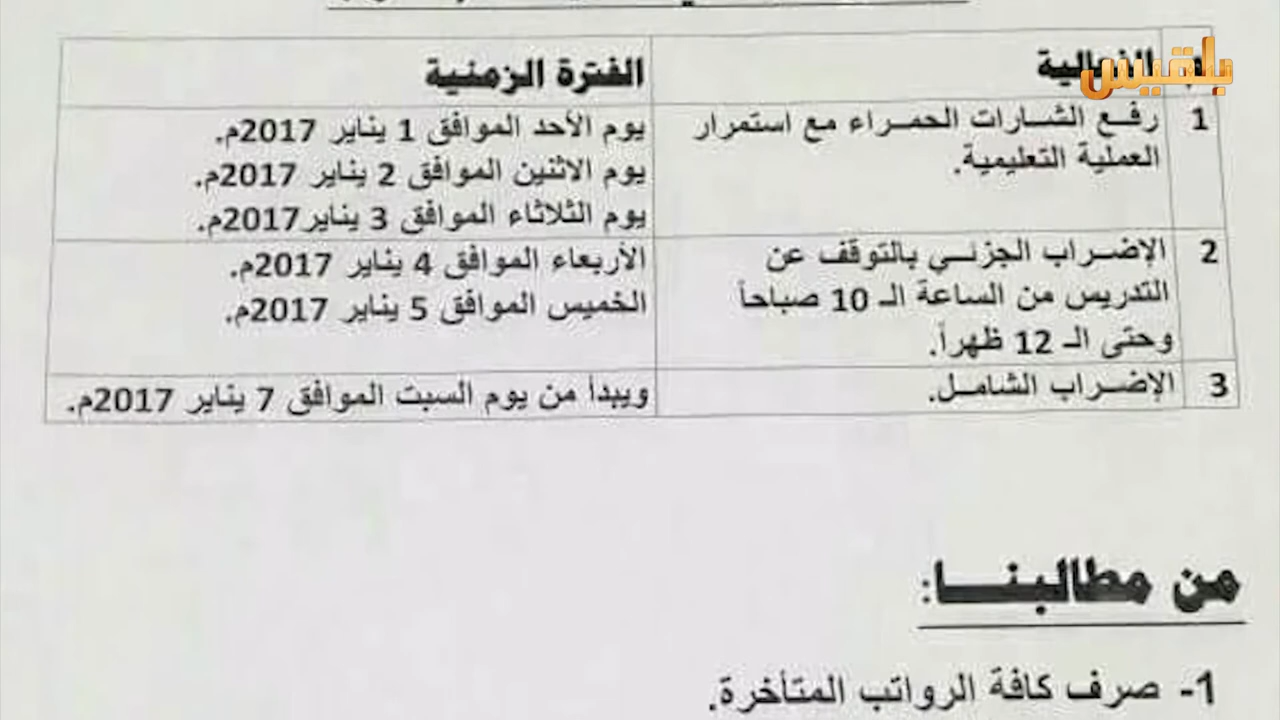 بلقيس
م الفعالية الفترة الزمنية
1 رفع الشارات الحمراء مع استمرار يوم الأحد الموافق 1 يناير 2017م.
العملية التعليمية. يوم الاثنين الموافق 2 يناير 2017م.
يوم الثلاثاء الموافق 3 يناير2017م.
2 الإضراب الجزئي بالتوقف عن الأربعاء الموافق 4 يناير 2017م.
التدريس من الساعة الـ 10 صباحاً الخميس الموافق 5 يناير 2017م.
وحتى الـ 12 ظهراً.
3 الإضراب الشامل. ويبدأ من يوم السبت الموافق 7 يناير 2017م.
من مطالبنا:
1- صرف كافة الرواتب المتأخرة.